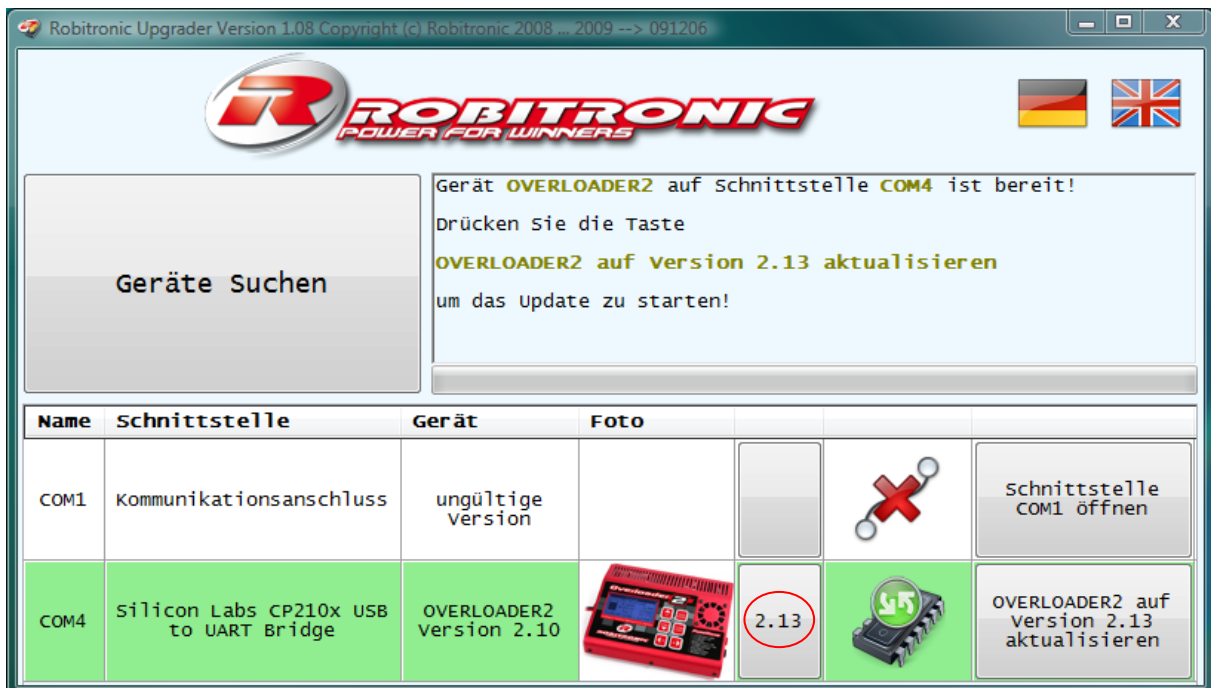 Robitronic Upgrader Version 1.08 Copyright (c) Robitronic 2008 ... 2009 --> 091206
R
ROBITRONIC
POWER FOR WINNERS
Geräte Suchen
Gerät OVERLOADER2 auf Schnittstelle COM4 ist bereit!
Drücken Sie die Taste
OVERLOADER2 auf Version 2.13 aktualisieren
um das Update zu starten!
Name Schnittstelle Gerät Foto
COM1 Kommunikationsanschluss
ungültige
Version
Schnittstelle
COM1 öffnen
COM4
Silicon Labs CP210x USB
to UART Bridge
OVERLOADER2
Version 2.10
Overloader 2
2.13
OVERLOADER2 auf
Version 2.13
aktualisieren